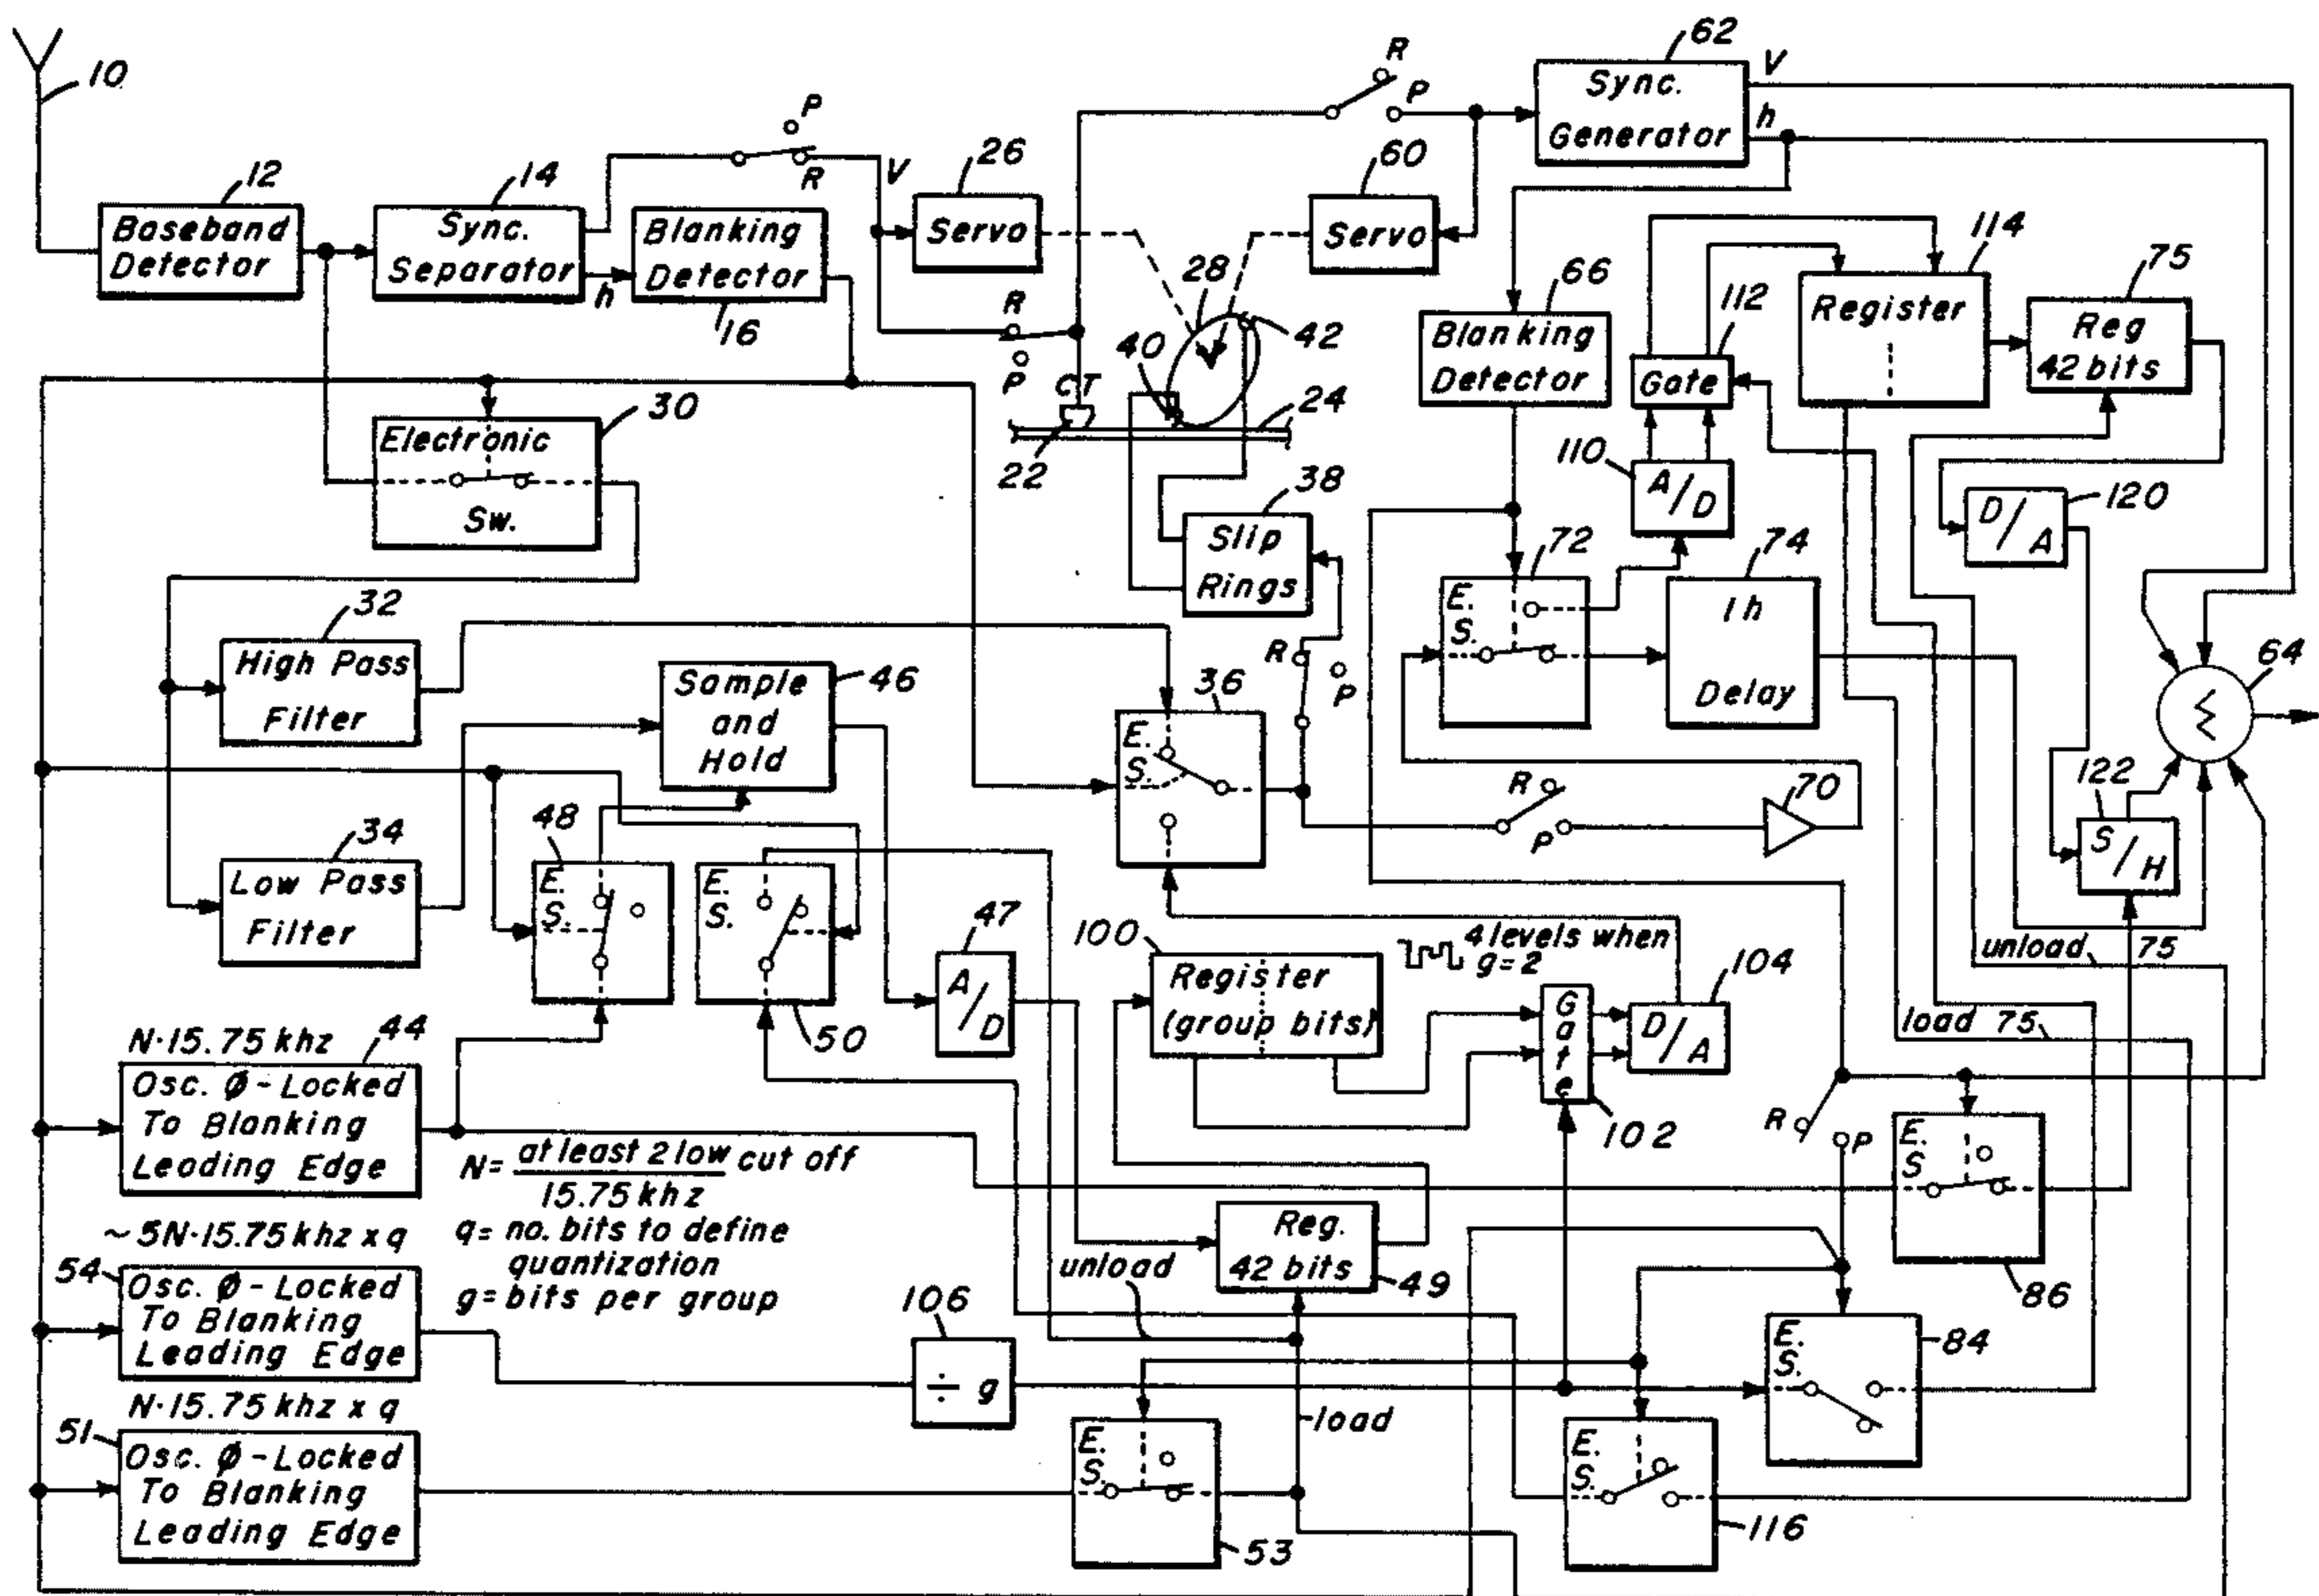 10
12
Baseband
Detector
14
Sync.
Separator
h
Blanking
Detector
16
P
R
V
26
Servo
R
P
CT
22
24
28
40
42
R
P
60
Servo
62
Sync.
Generator
V
h
66
Blanking
Detector
112
Gate
110
A/D
114
Register
75
Reg
42 bits
D/A
120
30
Electronic
Sw.
38
Slip
Rings
R
P
72
E.
S.
74
1h
Delay
64
Σ
32
High Pass
Filter
46
Sample
and
Hold
36
E.
S.
R
P
70
122
S/H
34
Low Pass
Filter
48
E.
S.
E.
S.
50
47
A/D
100
Register
(group bits)
4 levels when
g=2
Gate
102
104
D/A
unload 75
load 75
R
P
E.
S
86
N·15.75 khz
44
Osc. Ø-Locked
To Blanking
Leading Edge
N= at least 2 low cut off
15.75 khz
q= no. bits to define
quantization
g= bits per group
~5N·15.75 khz x q
54
Osc. Ø-Locked
To Blanking
Leading Edge
106
÷ g
unload
Reg.
42 bits
49
load
E.
S.
84
N·15.75 khz x q
51
Osc. Ø-Locked
To Blanking
Leading Edge
E.
S.
53
E.
S.
116